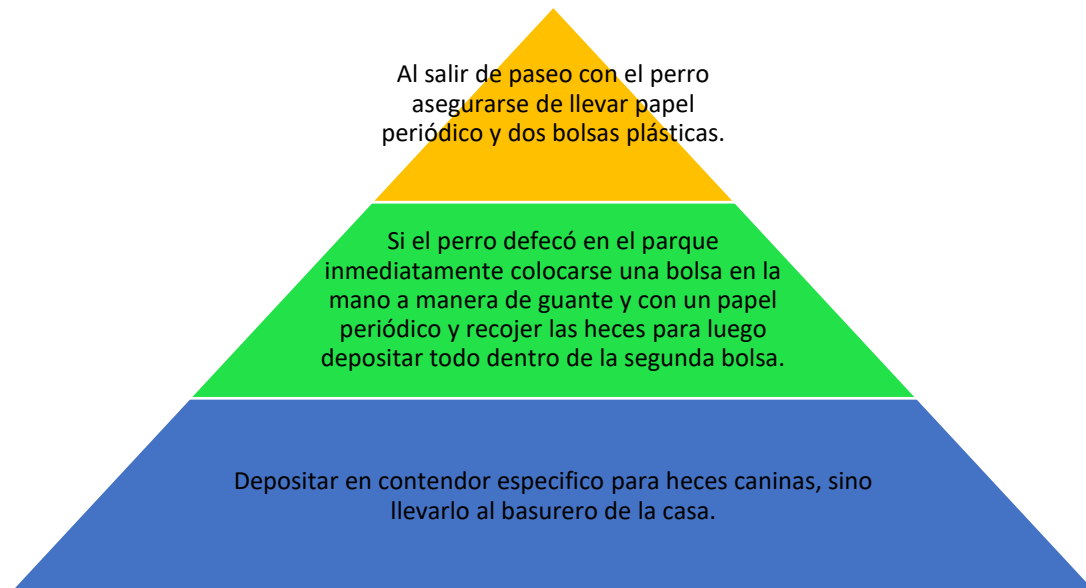 Al salir de paseo con el perro
asegurarse de llevar papel
periódico y dos bolsas plásticas.
Si el perro defecó en el parque
inmediatamente colocarse una bolsa en la
mano a manera de guante y con un papel
periódico y recojer las heces para luego
depositar todo dentro de la segunda bolsa.
Depositar en contendor especifico para heces caninas, sino
llevarlo al basurero de la casa.